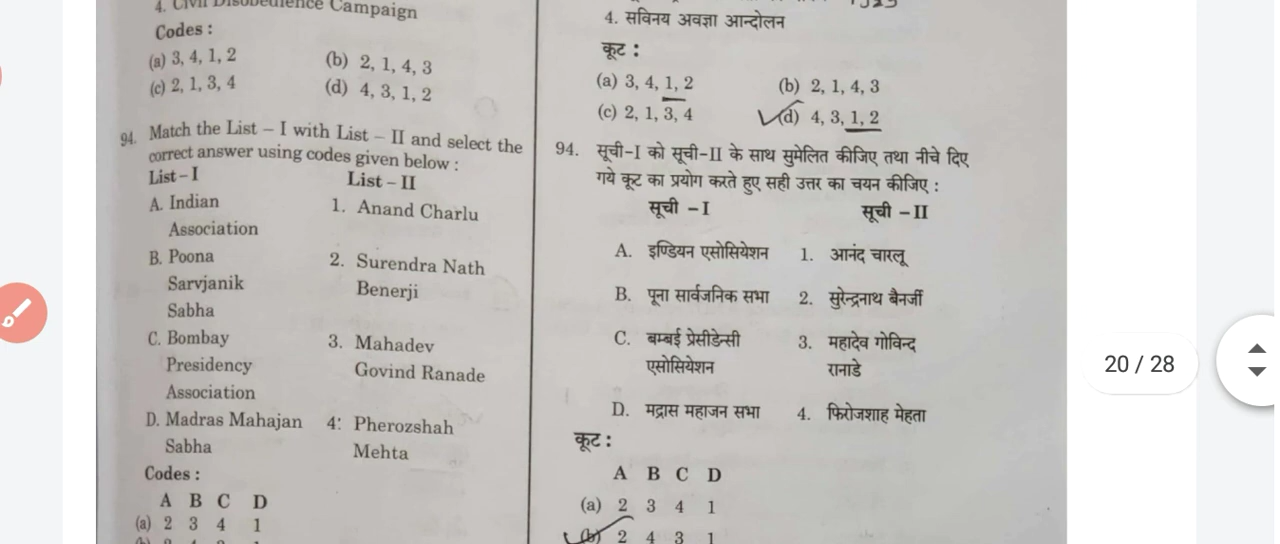 4. Civil Disobedience Campaign
Codes :
(a) 3, 4, 1, 2 (b) 2, 1, 4, 3
(c) 2, 1, 3, 4 (d) 4, 3, 1, 2
94. Match the List – I with List – II and select the
correct answer using codes given below :
List – I List – II
A. Indian 1. Anand Charlu
Association
B. Poona 2. Surendra Nath
Sarvjanik Benerji
Sabha
C. Bombay 3. Mahadev
Presidency Govind Ranade
Association
D. Madras Mahajan 4: Pherozshah
Sabha Mehta
Codes :
A B C D
(a) 2 3 4 1
4. सविनय अवज्ञा आन्दोलन
कूट :
(a) 3, 4, 1, 2 (b) 2, 1, 4, 3
(c) 2, 1, 3, 4 (d) 4, 3, 1, 2
94. सूची-I को सूची-II के साथ सुमेलित कीजिए तथा नीचे दिए
गये कूट का प्रयोग करते हुए सही उत्तर का चयन कीजिए :
सूची – I सूची – II
A. इण्डियन एसोसियेशन 1. आनंद चारलू
B. पूना सार्वजनिक सभा 2. सुरेन्द्रनाथ बैनर्जी
C. बम्बई प्रेसीडेन्सी 3. महादेव गोविन्द
एसोसियेशन रानाडे
D. मद्रास महाजन सभा 4. फिरोजशाह मेहता
कूट :
A B C D
(a) 2 3 4 1
(b) 2 4 3 1
20 / 28